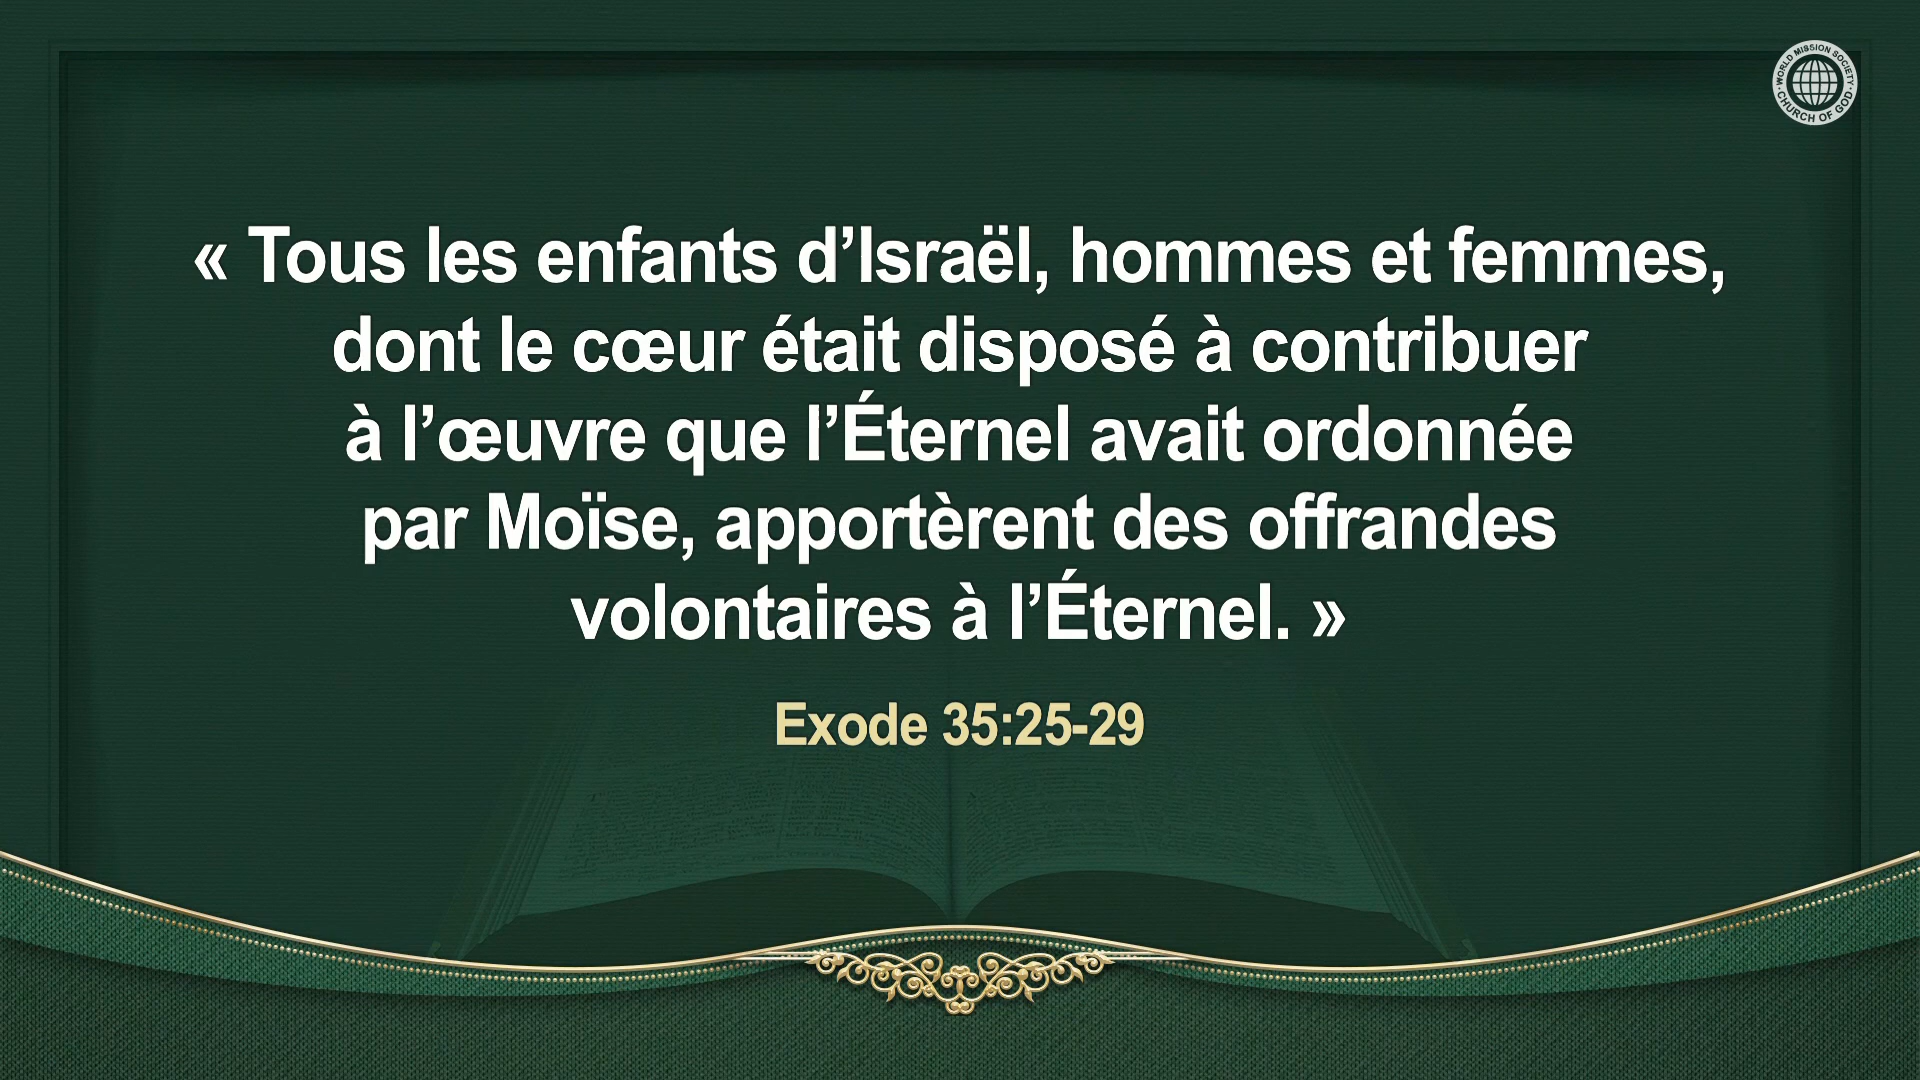 WORLD MISSION SOCIETY
CHURCH OF GOD
« Tous les enfants d’Israël, hommes et femmes,
dont le cœur était disposé à contribuer
à l’œuvre que l’Éternel avait ordonnée
par Moïse, apportèrent des offrandes
volontaires à l’Éternel. »
Exode 35:25-29